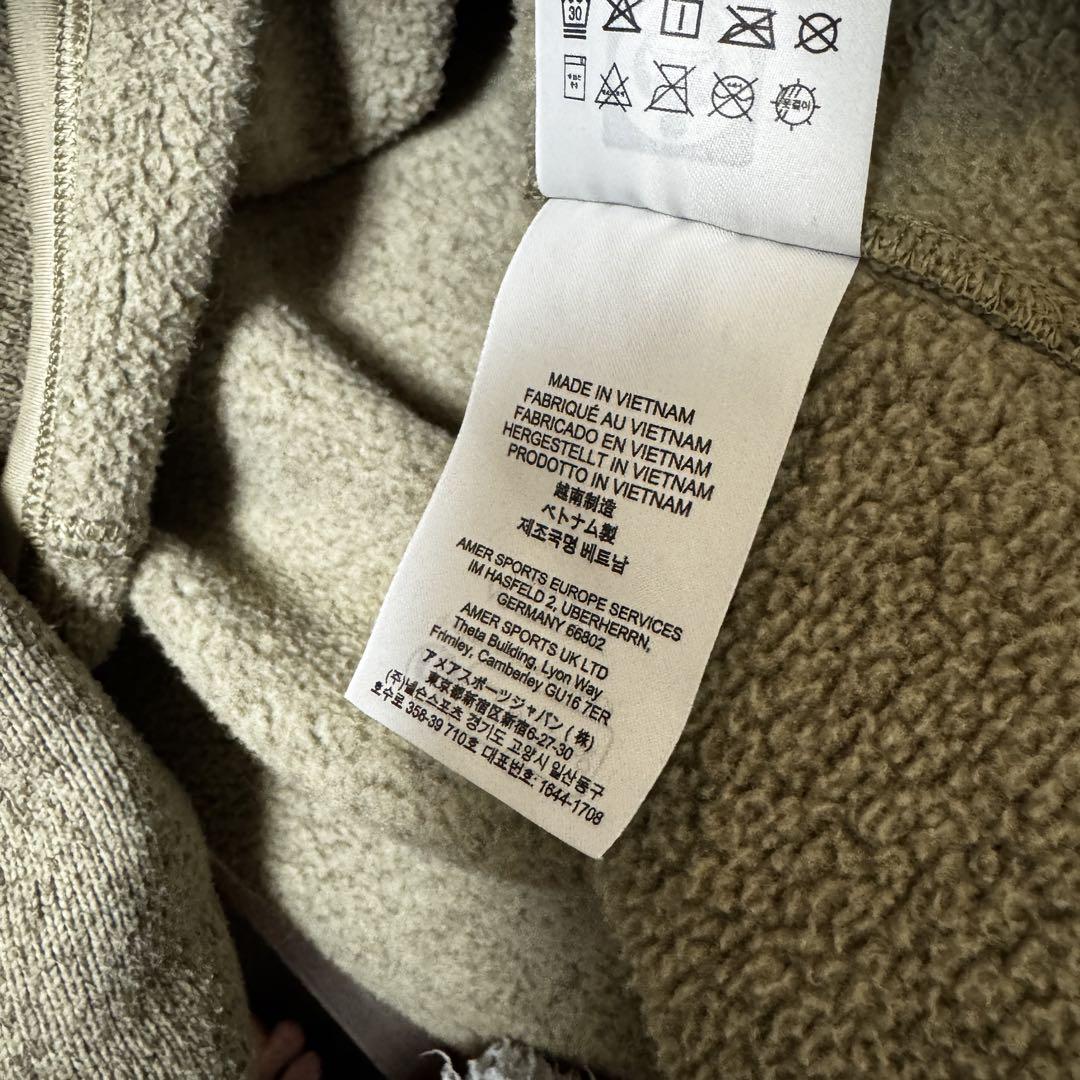 30
옷걸이
MADE IN VIETNAM
FABRIQUÉ AU VIETNAM
FABRICADO EN VIETNAM
HERGESTELLT IN VIETNAM
PRODOTTO IN VIETNAM
越南制造
ベトナム製
제조국명 베트남
AMER SPORTS EUROPE SERVICES
IM HASFELD 2, UBERHERRN,
GERMANY 66802
AMER SPORTS UK LTD
Theta Building, Lyon Way
Frimley, Camberley GU16 7ER
アメアスポーツジャパン (株)
東京都新宿区新宿6-27-30
(주)넬슨스포츠 경기도 고양시 일산동구
호수로 358-39 710호 대표번호: 1644-1708